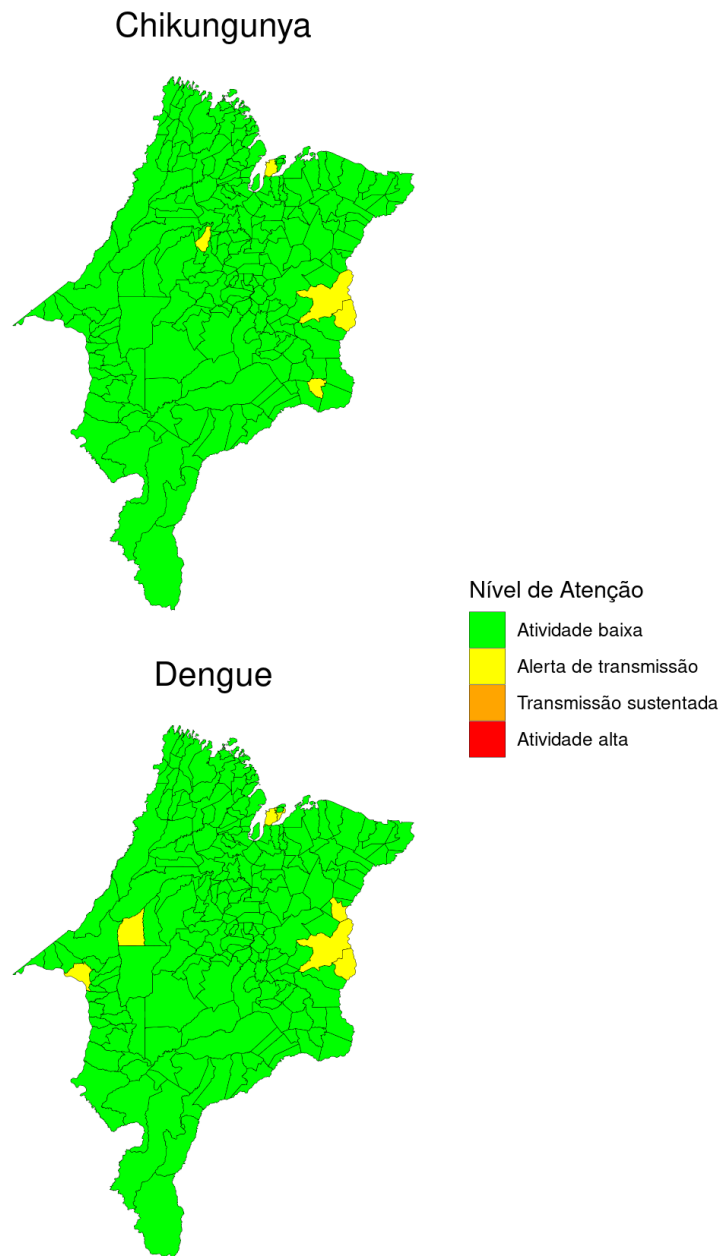 Chikungunya
Nível de Atenção
Atividade baixa
Alerta de transmissão
Transmissão sustentada
Atividade alta
Dengue